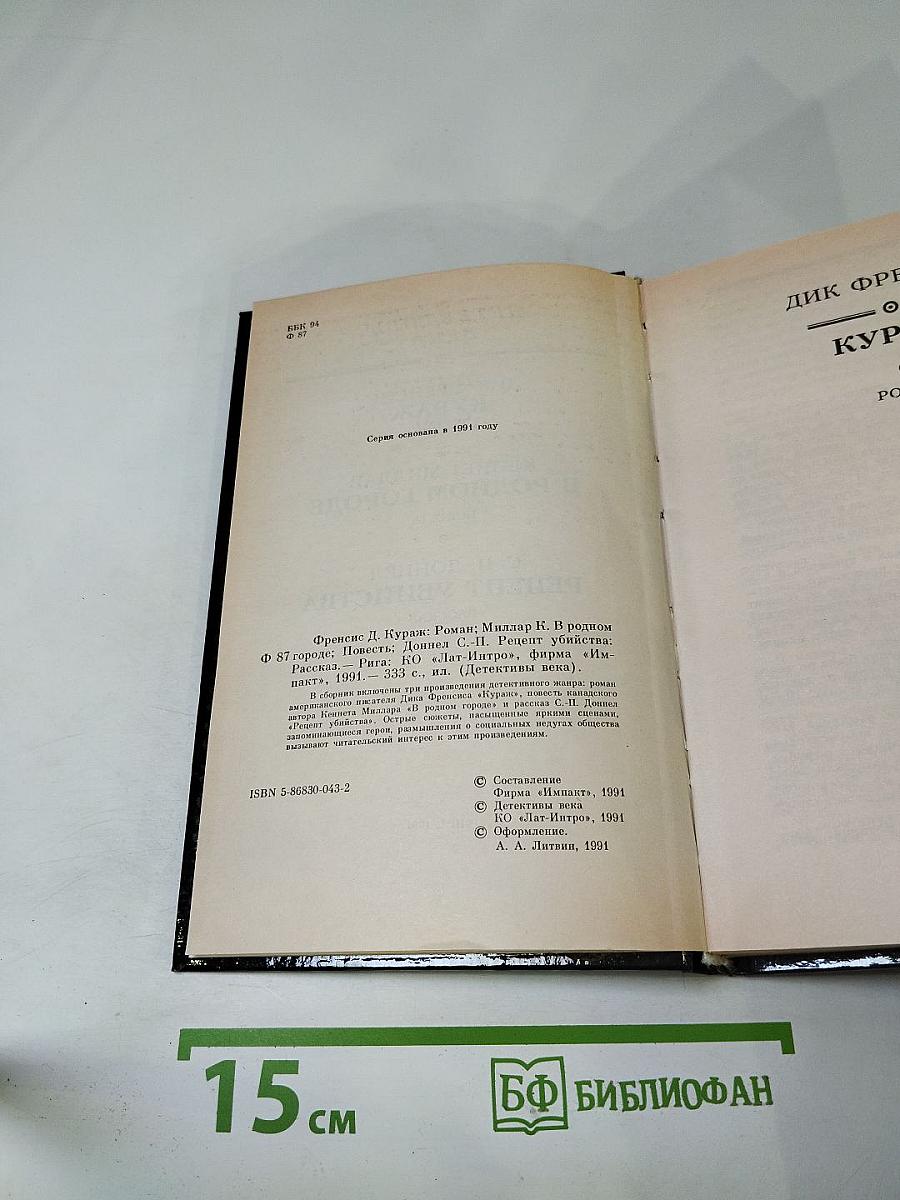 ББК 94
Ф 87
Серия основана в 1991 году
Френсис Д. Кураж: Роман; Миллар К. В родном
Ф 87 городе; Повесть; Доннел С.-П. Рецепт убийства:
Рассказ. — Рига: КО «Лат-Интро», фирма «Им-
пакт», 1991. — 333 с., ил. (Детективы века).
В сборник включены три произведения детективного жанра: роман
американского писателя Дика Френсиса «Кураж», повесть канадского
автора Кеннета Миллара «В родном городе» и рассказ С.-П. Доннел
«Рецепт убийства». Острые сюжеты, насыщенные яркими сценами,
запоминающиеся герои, размышления о социальных недугах общества
вызывают читательский интерес к этим произведениям.
ISBN 5-86830-043-2
© Составление
Фирма «Импакт», 1991
© Детективы века
КО «Лат-Интро», 1991
© Оформление.
А. А. Литвин, 1991
ДИК ФРЕ
КУР
РО
15 см
БФ БИБЛИОФАН